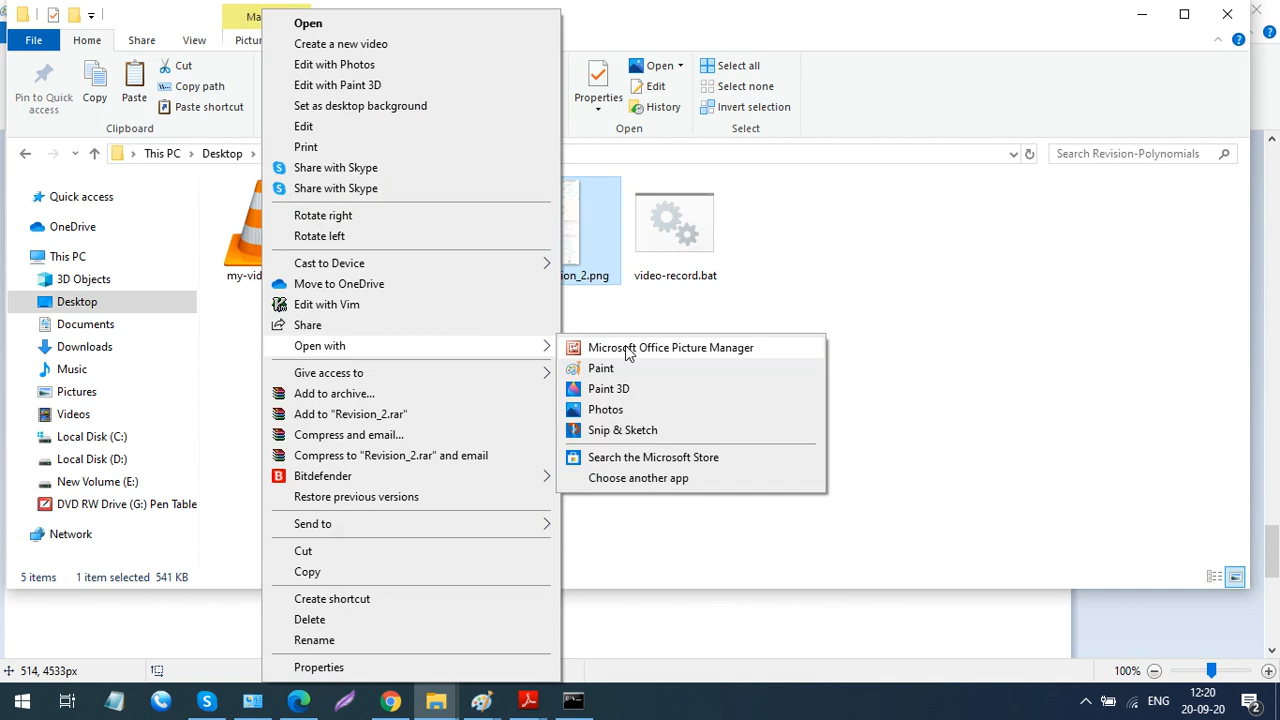 Ma
File
Home
Share
View
Pictur
Pin to Quick
access
Copy
Paste
Cut
Copy path
Paste shortcut
Clipboard
Properties
Open
Edit
History
Open
Select all
Select none
Invert selection
Select
This PC
Desktop
Search Revision-Polynomials
Quick access
OneDrive
This PC
3D Objects
Desktop
Documents
Downloads
Music
Pictures
Videos
Local Disk (C:)
Local Disk (D:)
New Volume (E:)
DVD RW Drive (G:) Pen Table
Network
my-vid
ion_2.png
video-record.bat
Open
Create a new video
Edit with Photos
Edit with Paint 3D
Set as desktop background
Edit
Print
Share with Skype
Share with Skype
Rotate right
Rotate left
Cast to Device
Move to OneDrive
Edit with Vim
Share
Open with
Give access to
Add to archive...
Add to "Revision_2.rar"
Compress and email...
Compress to "Revision_2.rar" and email
Bitdefender
Restore previous versions
Send to
Cut
Copy
Create shortcut
Delete
Rename
Properties
Microsoft Office Picture Manager
Paint
Paint 3D
Photos
Snip & Sketch
Search the Microsoft Store
Choose another app
5 items
1 item selected 541 KB
514, 4533px
100%
ENG
12:20
20-09-20
2